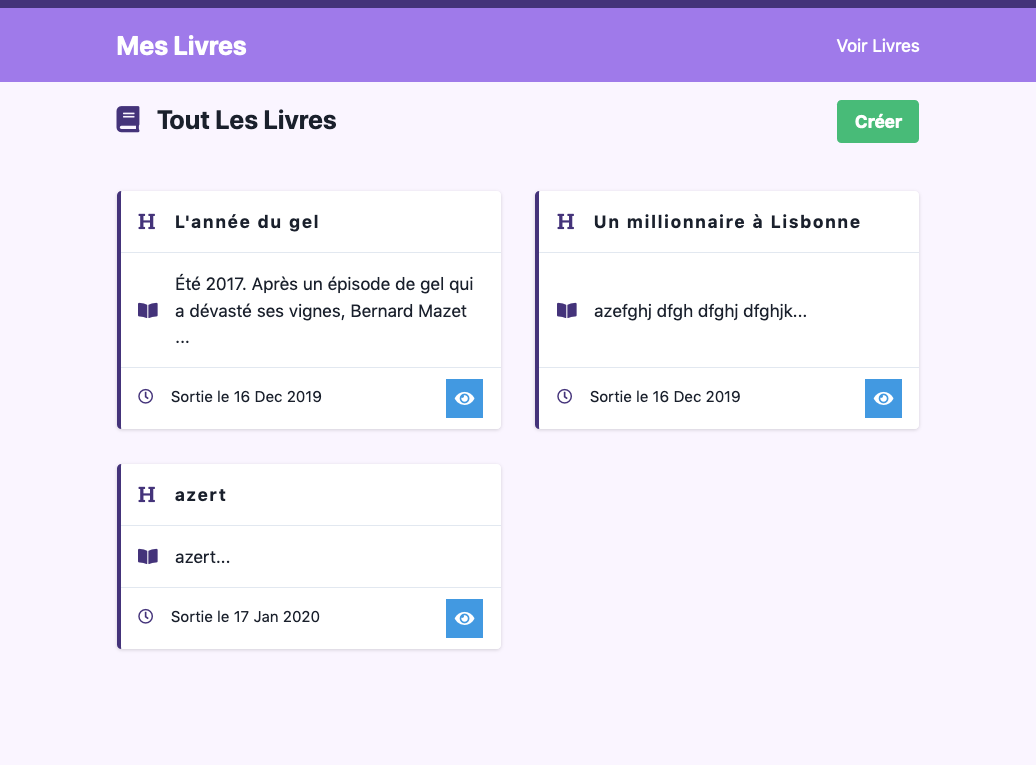 Mes Livres
Voir Livres
Tout Les Livres
Créer
L'année du gel
Été 2017. Après un épisode de gel qui
a dévasté ses vignes, Bernard Mazet
...
Sortie le 16 Dec 2019
Un millionnaire à Lisbonne
azefghj dfgh dfghj dfghjk...
Sortie le 16 Dec 2019
azert
azert...
Sortie le 17 Jan 2020